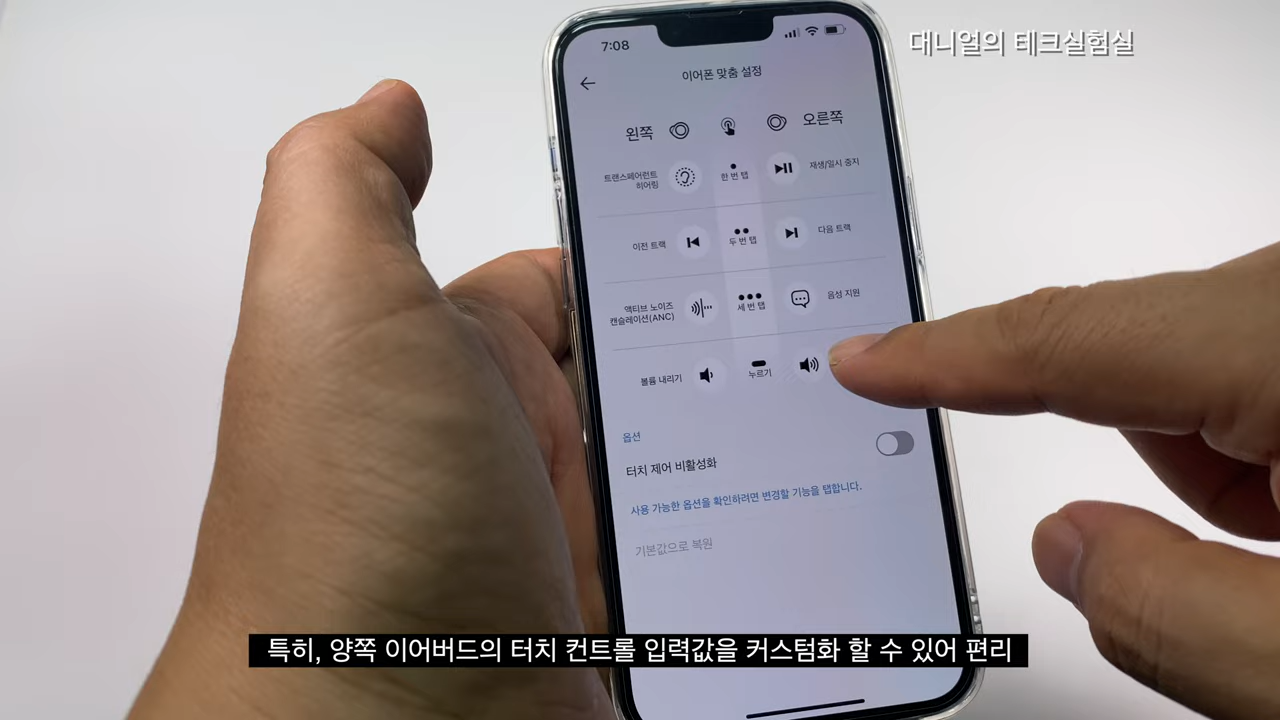 대니얼의 테크실험실
7:08
이어폰 맞춤 설정
왼쪽
오른쪽
트랜스페어런트
히어링
한 번 탭
재생/일시 중지
이전 트랙
두 번 탭
다음 트랙
액티브 노이즈
캔슬레이션(ANC)
세 번 탭
음성 지원
볼륨 내리기
누르기
옵션
터치 제어 비활성화
사용 가능한 옵션을 확인하려면 변경할 기능을 탭합니다.
기본값으로 복원
특히, 양쪽 이어버드의 터치 컨트롤 입력값을 커스텀화 할 수 있어 편리